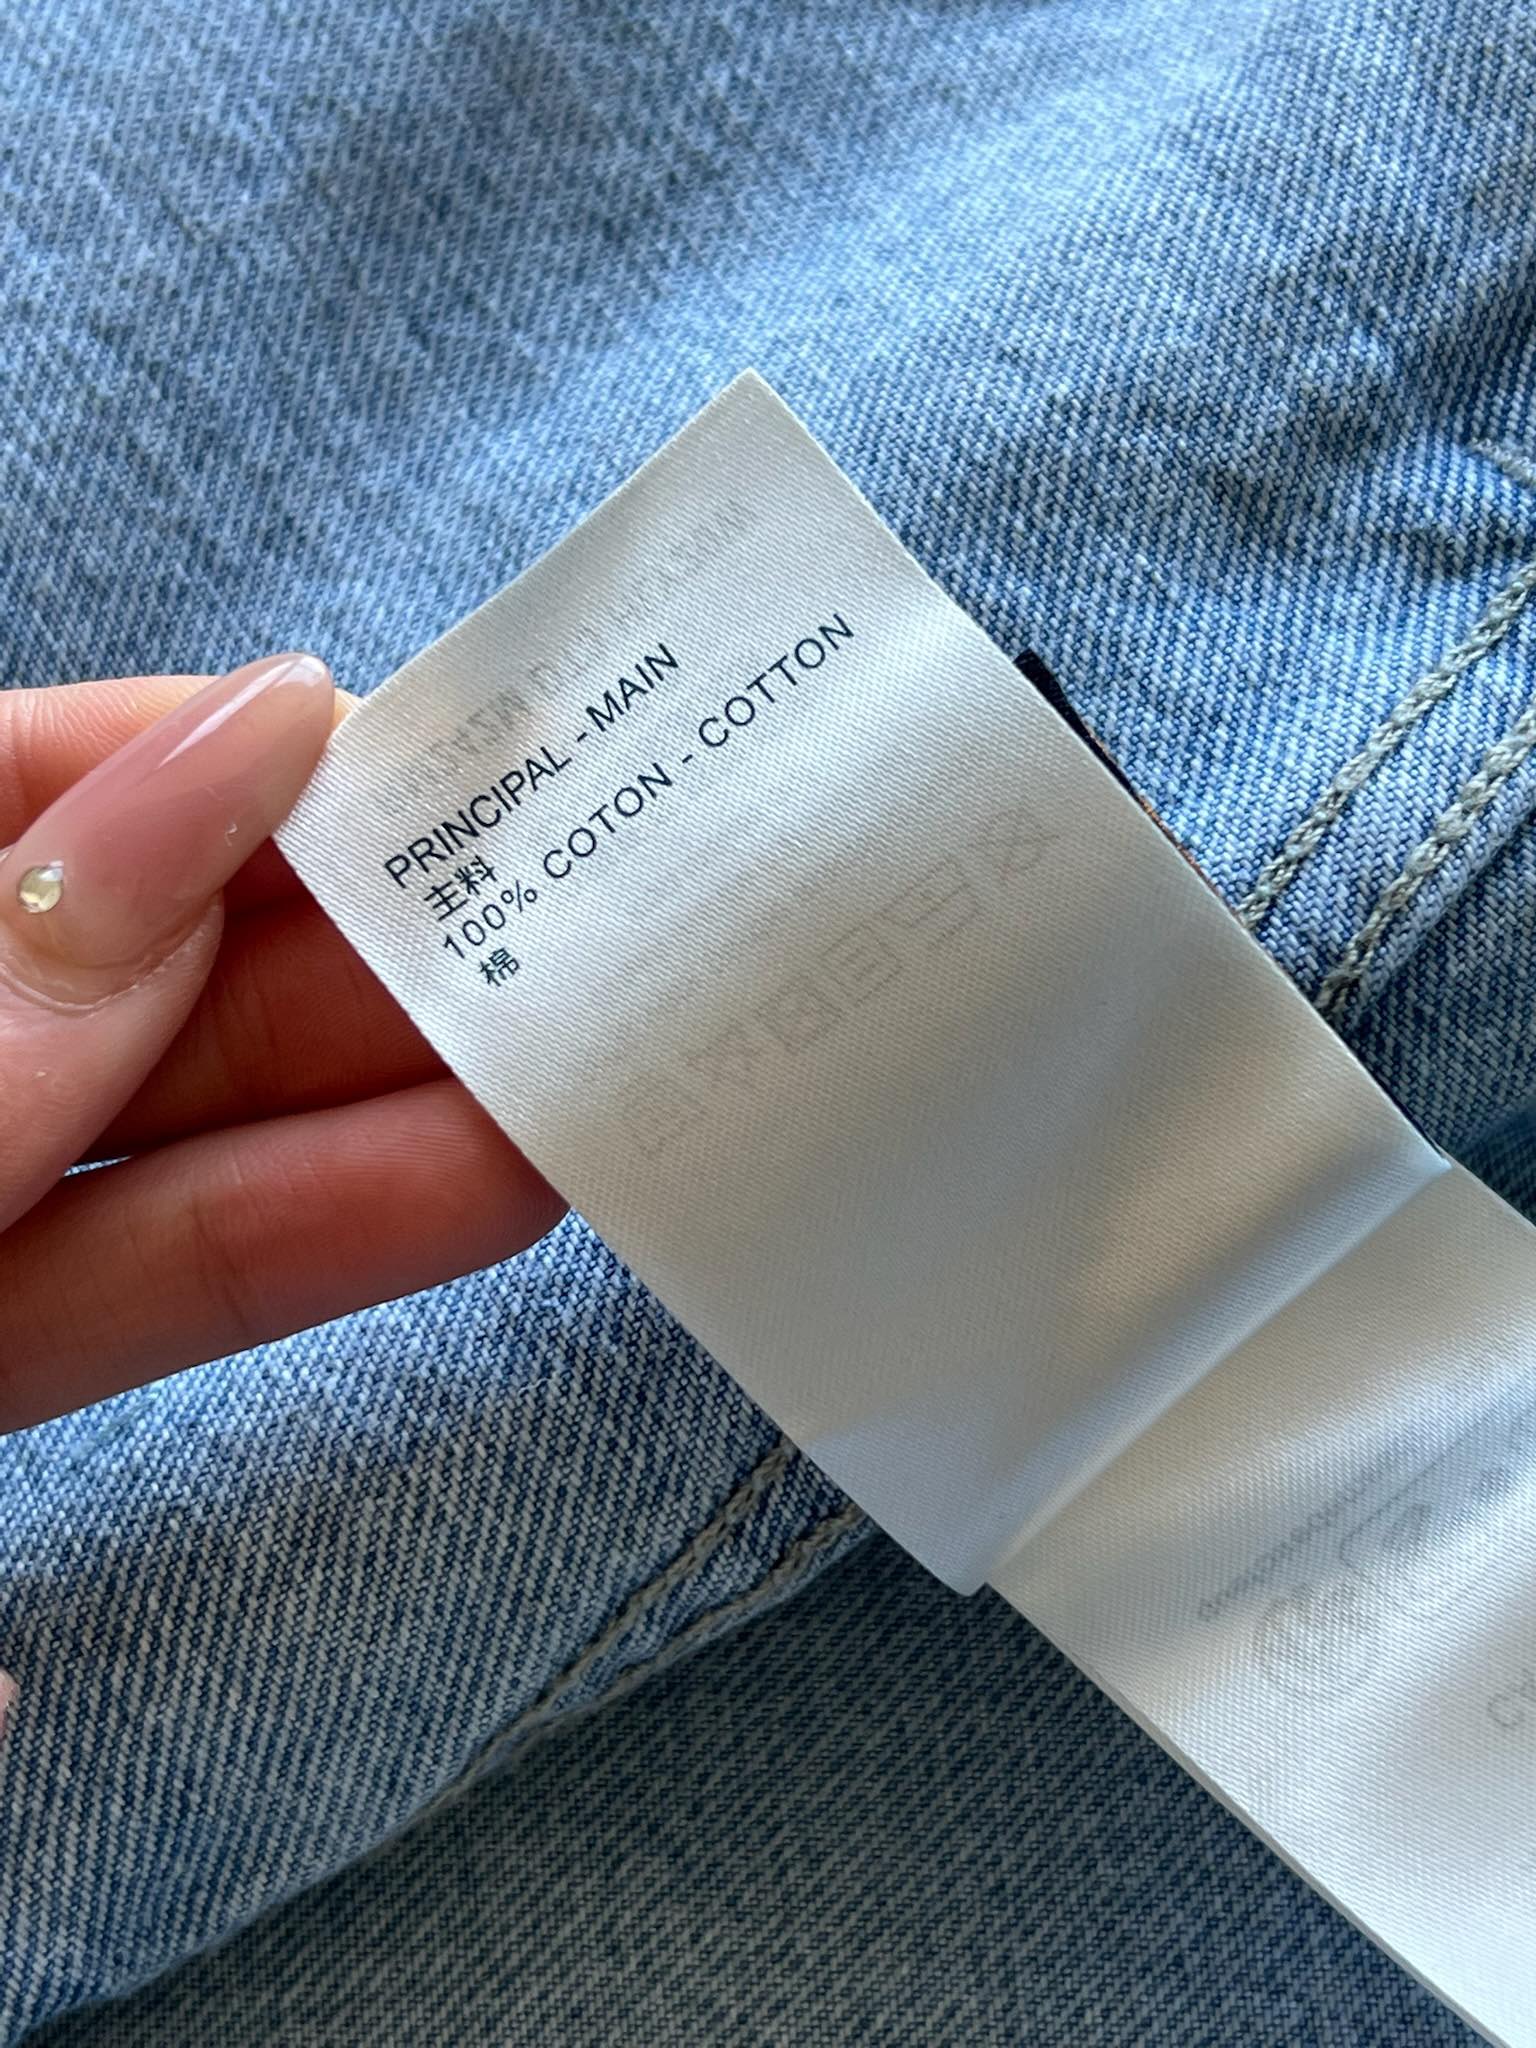 PRINCIPAL - MAIN
主料
100% COTON - COTTON
棉